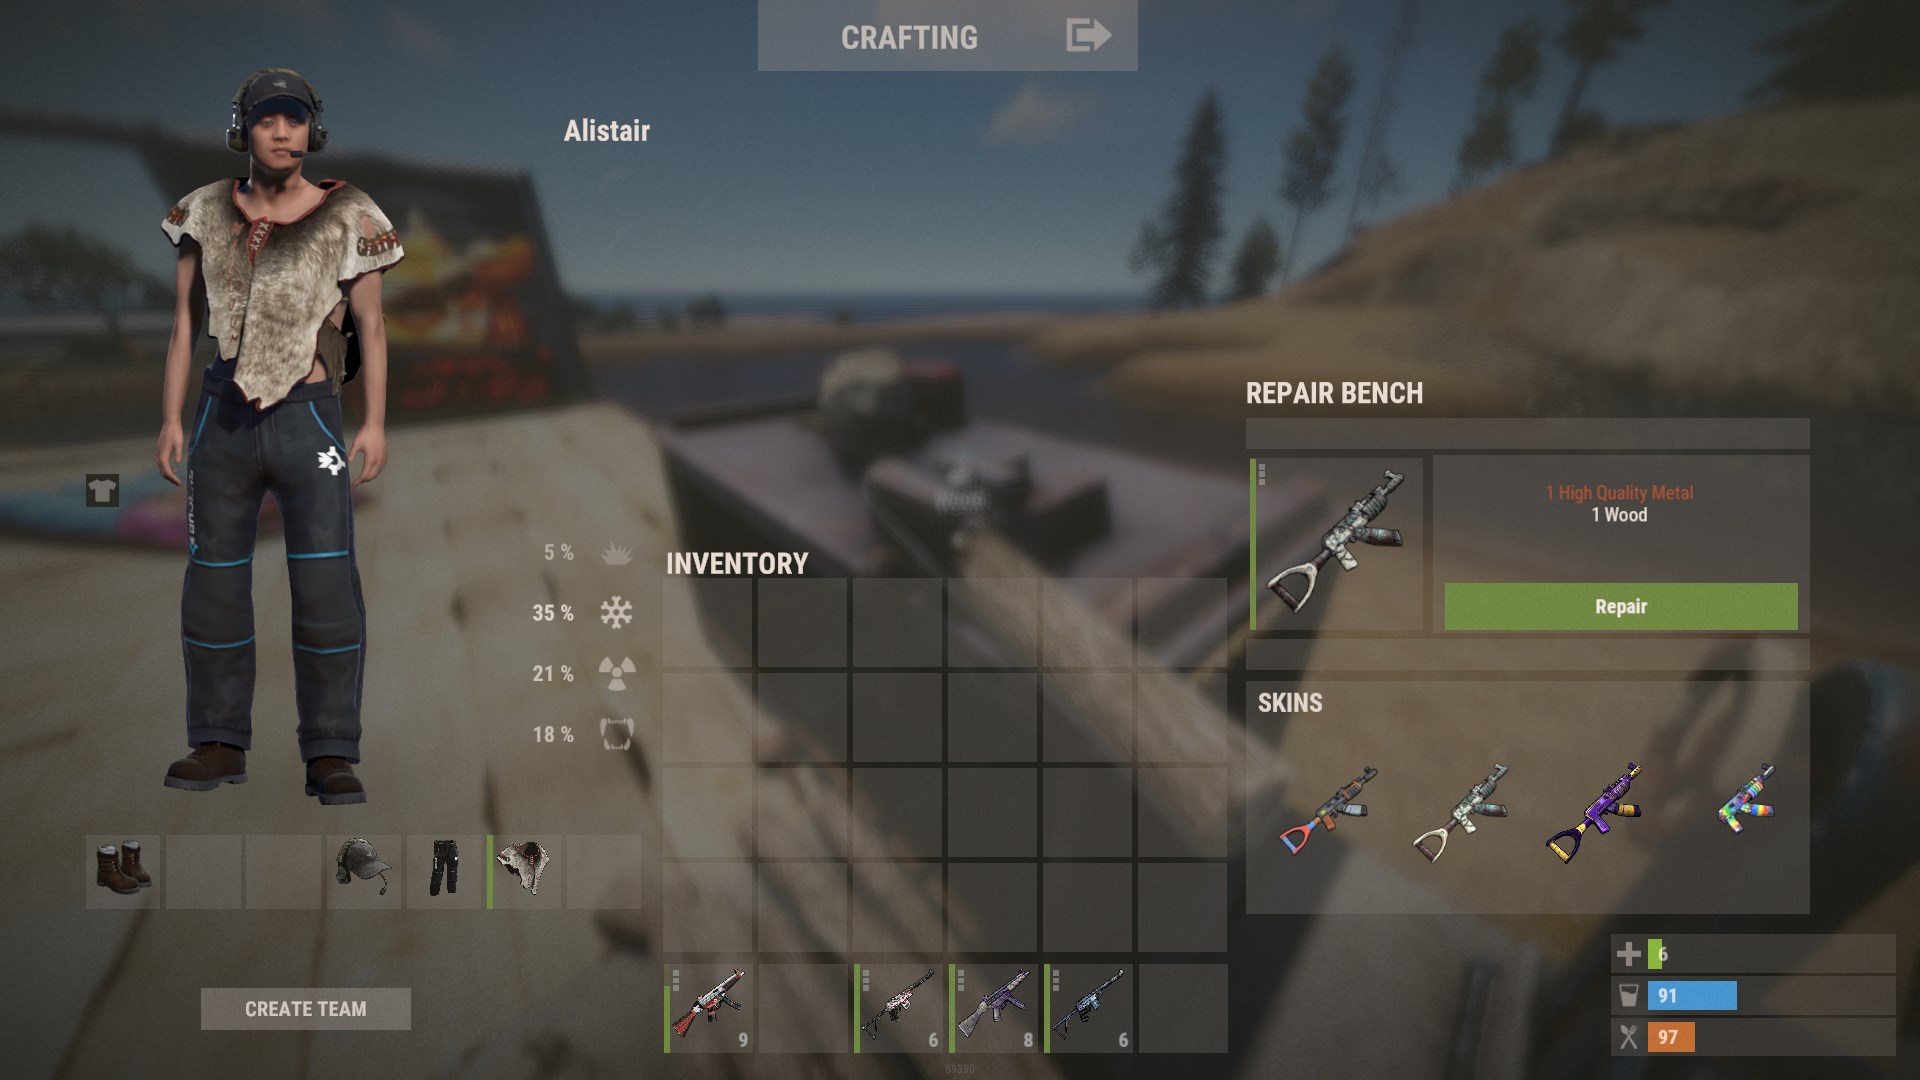 CRAFTING
Alistair
REPAIR BENCH
1 High Quality Metal
1 Wood
Repair
5 %
35 %
21 %
18 %
INVENTORY
SKINS
CREATE TEAM
9
6
8
6
6
91
97
59390